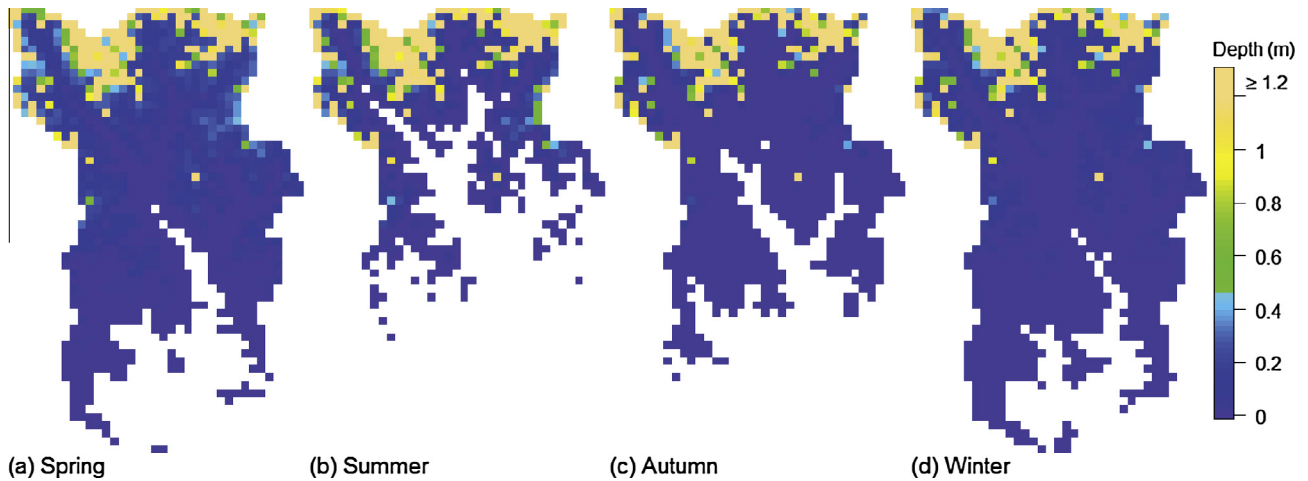 Depth (m)
≥ 1.2
1
0.8
0.6
0.4
0.2
0
(a) Spring
(b) Summer
(c) Autumn
(d) Winter